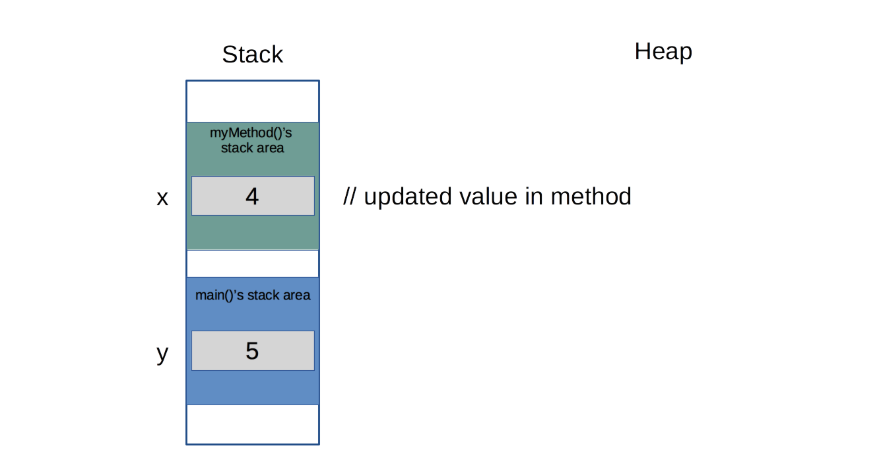 Stack
Heap
myMethod()'s
stack area
x
4
// updated value in method
main()'s stack area
y
5